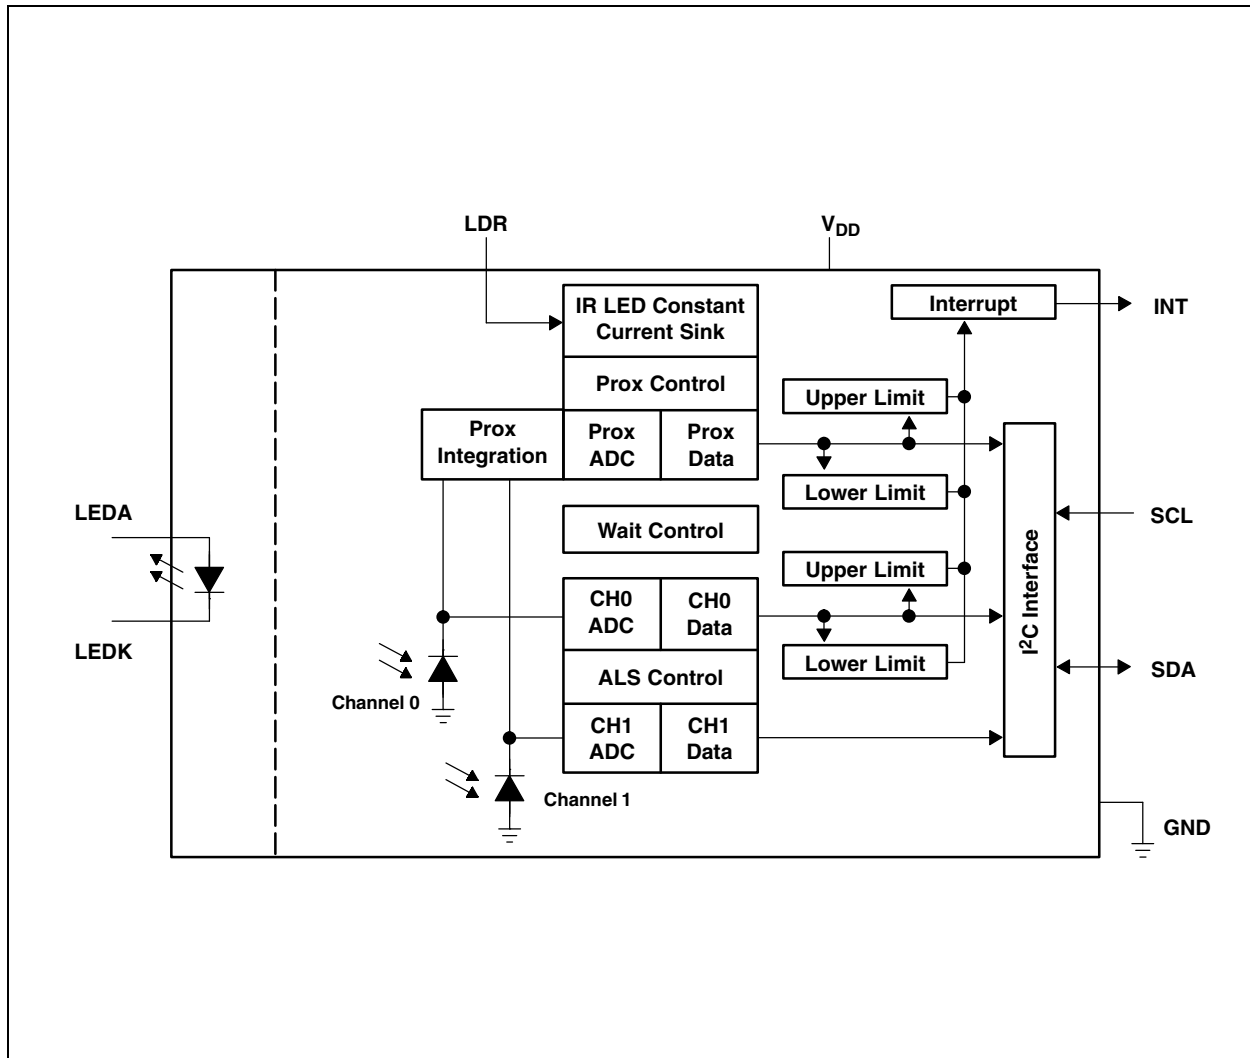 LDR
V_DD
IR LED Constant
Current Sink
Interrupt
INT
Prox Control
Upper Limit
Prox
Integration
Prox
ADC
Prox
Data
Lower Limit
LEDA
Wait Control
SCL
Upper Limit
I²C Interface
CH0
ADC
CH0
Data
LEDK
Lower Limit
ALS Control
SDA
Channel 0
CH1
ADC
CH1
Data
Channel 1
GND